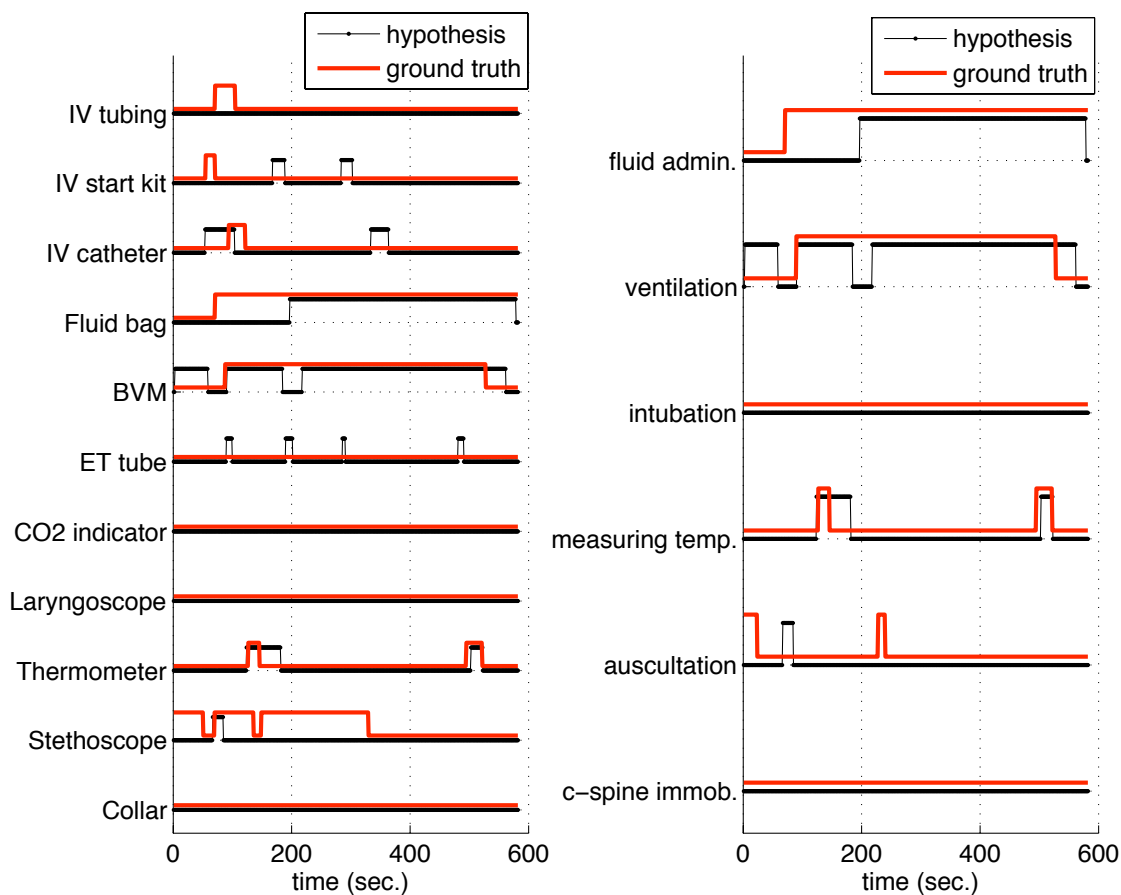 hypothesis
ground truth
IV tubing
IV start kit
IV catheter
Fluid bag
BVM
ET tube
CO2 indicator
Laryngoscope
Thermometer
Stethoscope
Collar
0 200 400 600
time (sec.)
hypothesis
ground truth
fluid admin.
ventilation
intubation
measuring temp.
auscultation
c−spine immob.
0 200 400 600
time (sec.)